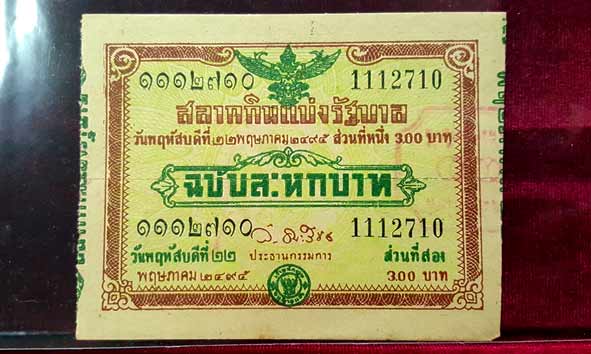 ๑๑๑๒๗๑๐ 1112710
สลากกินแบ่งรัฐบาล
วันพฤหัสบดีที่๒๒พฤษภาคม๒๔๙๕ ส่วนที่หนึ่ง 3.00 บาท
ฉบับละหกบาท
๑๑๑๒๗๑๐ 1112710
วันพฤหัสบดีที่๒๒ ประธานกรรมการ ส่วนที่สอง
พฤษภาคม๒๔๙๕ 3.00 บาท